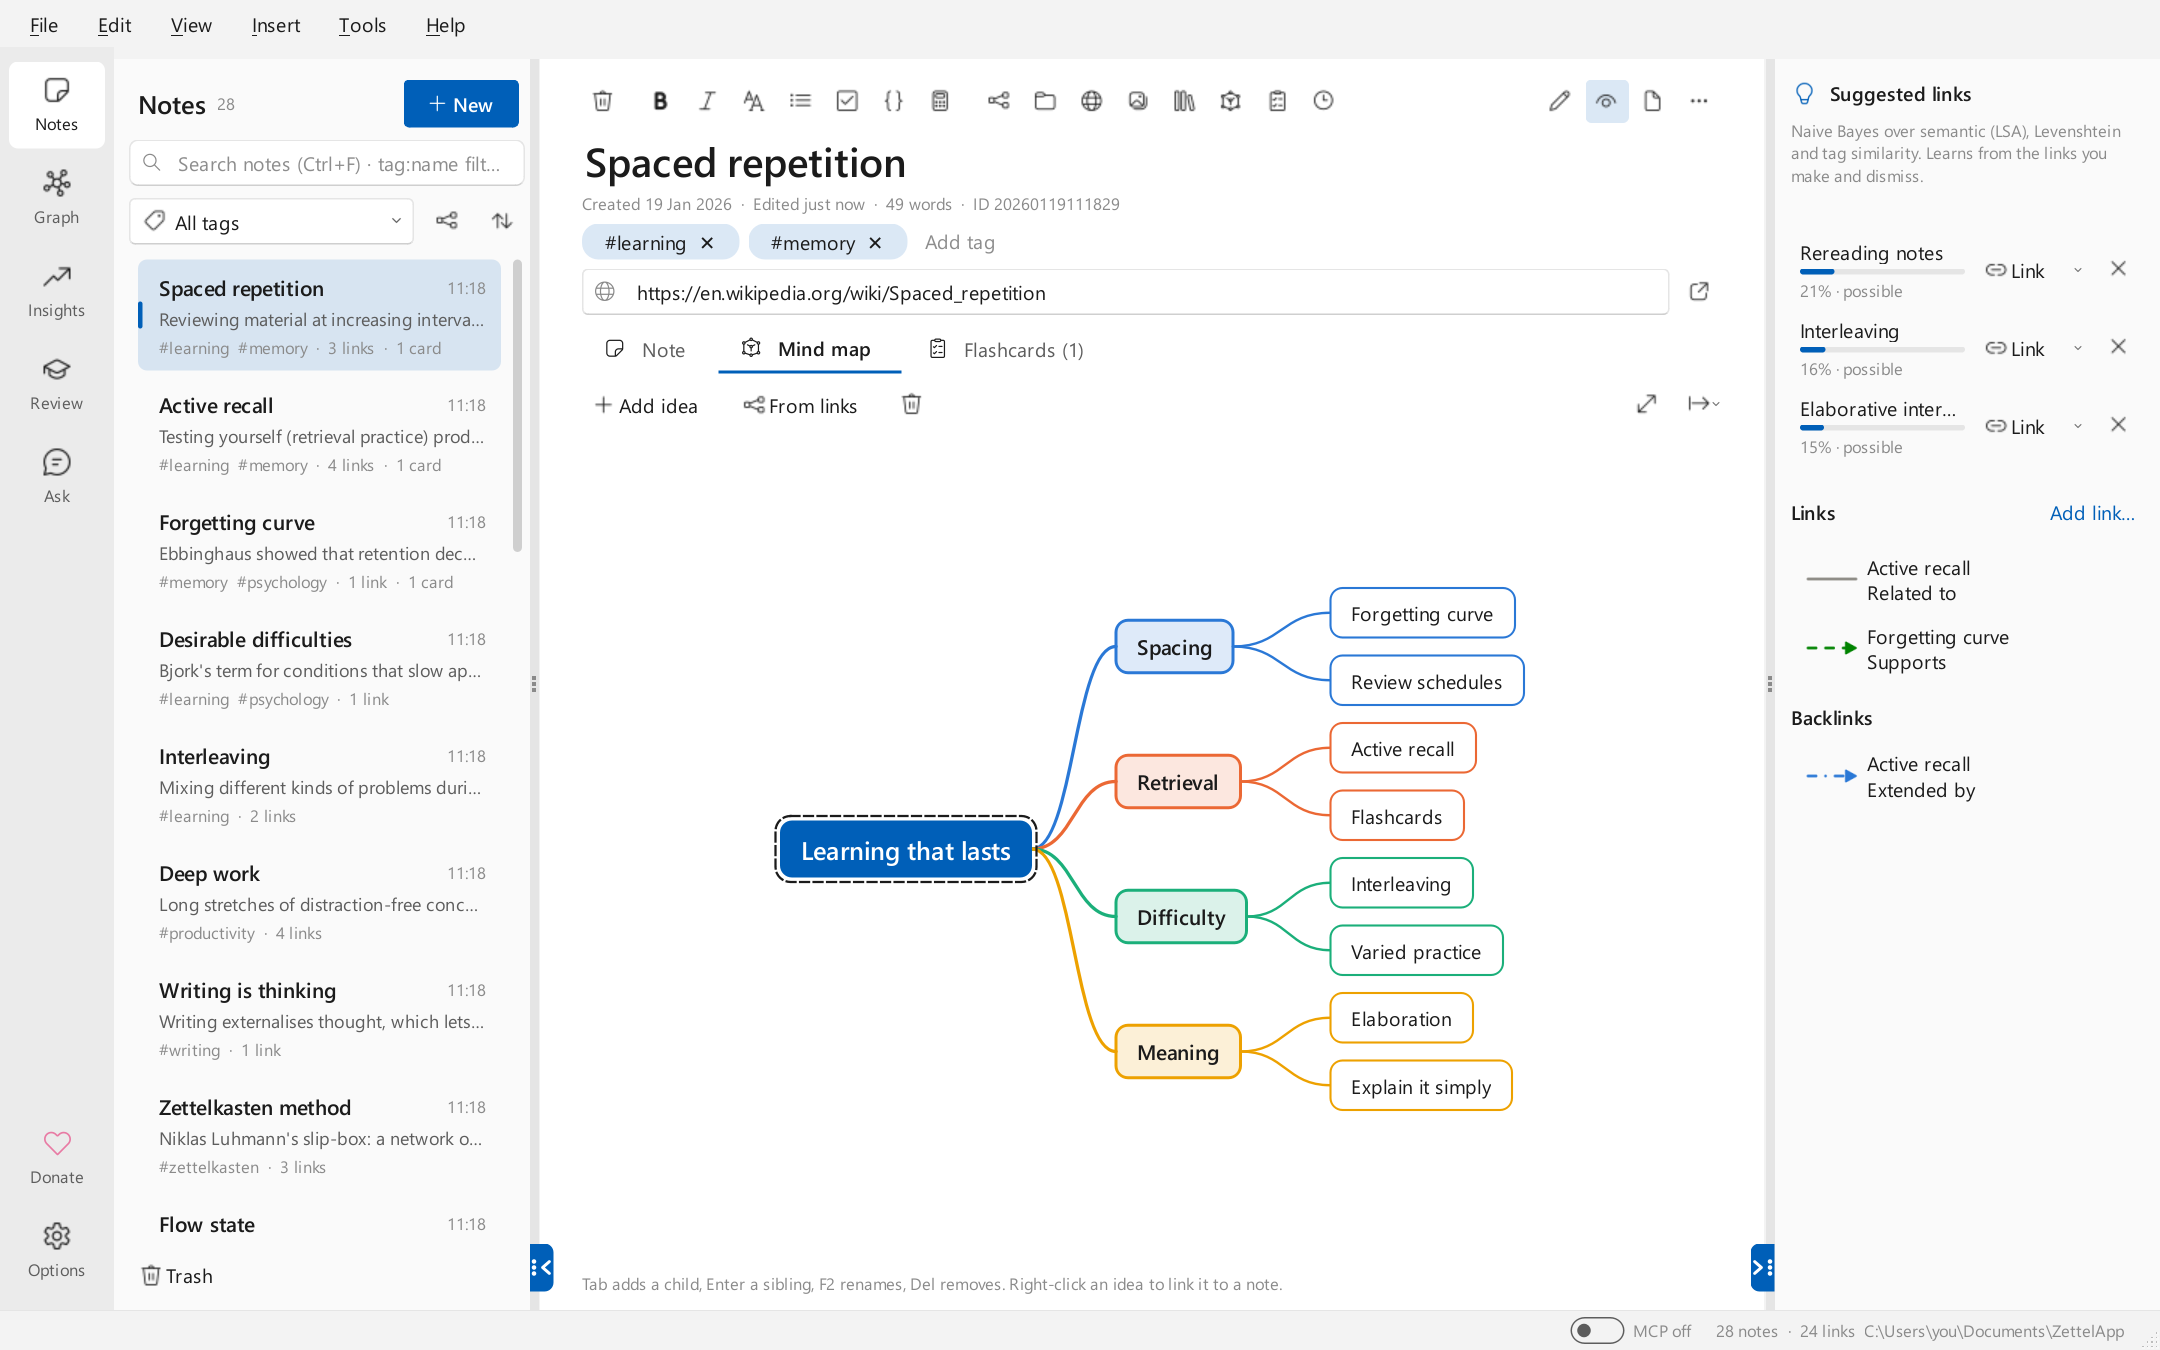 File Edit View Insert Tools Help
Notes
Graph
Insights
Review
Ask
Donate
Options
Notes 28
New
Search notes (Ctrl+F) · tag:name filt...
All tags
Spaced repetition 11:18
Reviewing material at increasing interva...
#learning #memory · 3 links · 1 card
Active recall 11:18
Testing yourself (retrieval practice) prod...
#learning #memory · 4 links · 1 card
Forgetting curve 11:18
Ebbinghaus showed that retention dec...
#memory #psychology · 1 link · 1 card
Desirable difficulties 11:18
Bjork's term for conditions that slow ap...
#learning #psychology · 1 link
Interleaving 11:18
Mixing different kinds of problems duri...
#learning · 2 links
Deep work 11:18
Long stretches of distraction-free conc...
#productivity · 4 links
Writing is thinking 11:18
Writing externalises thought, which lets...
#writing · 1 link
Zettelkasten method 11:18
Niklas Luhmann's slip-box: a network o...
#zettelkasten · 3 links
Flow state 11:18
Trash
Spaced repetition
Created 19 Jan 2026 · Edited just now · 49 words · ID 20260119111829
#learning #memory Add tag
https://en.wikipedia.org/wiki/Spaced_repetition
Note Mind map Flashcards (1)
Add idea From links
Learning that lasts
Spacing
Forgetting curve
Review schedules
Retrieval
Active recall
Flashcards
Difficulty
Interleaving
Varied practice
Meaning
Elaboration
Explain it simply
Tab adds a child, Enter a sibling, F2 renames, Del removes. Right-click an idea to link it to a note.
Suggested links
Naive Bayes over semantic (LSA), Levenshtein
and tag similarity. Learns from the links you
make and dismiss.
Rereading notes
Link
21% · possible
Interleaving
Link
16% · possible
Elaborative inter...
Link
15% · possible
Links Add link...
Active recall
Related to
Forgetting curve
Supports
Backlinks
Active recall
Extended by
MCP off 28 notes · 24 links C:\Users\you\Documents\ZettelApp